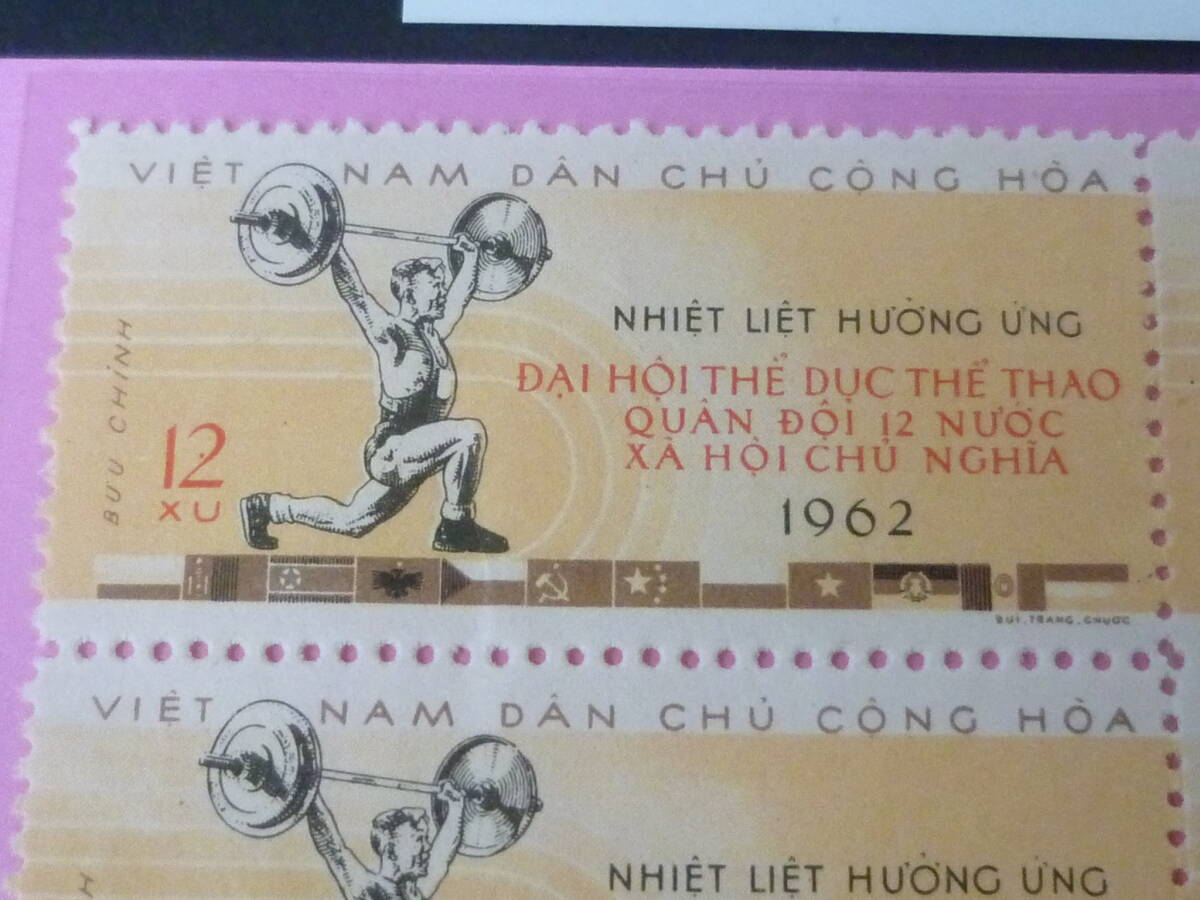 VIỆT NAM DÂN CHỦ CỘNG HÒA
BƯU CHÍNH
12
XU
NHIỆT LIỆT HƯỞNG ỨNG
ĐẠI HỘI THỂ DỤC THỂ THAO
QUÂN ĐỘI 12 NƯỚC
XÃ HỘI CHỦ NGHĨA
1962
BUI.TRANG.CHUOC
VIỆT NAM DÂN CHỦ CỘNG HÒA
NHIỆT LIỆT HƯỞNG ỨNG
H